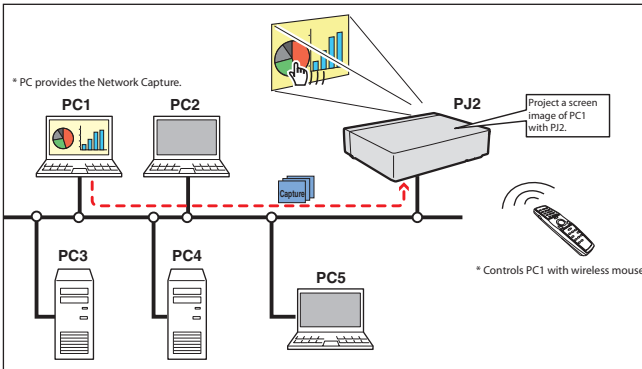 * PC provides the Network Capture.
PC1
PC2
PJ2
Project a screen
image of PC1
with PJ2.
Capture
PC3
PC4
PC5
* Controls PC1 with wireless mouse